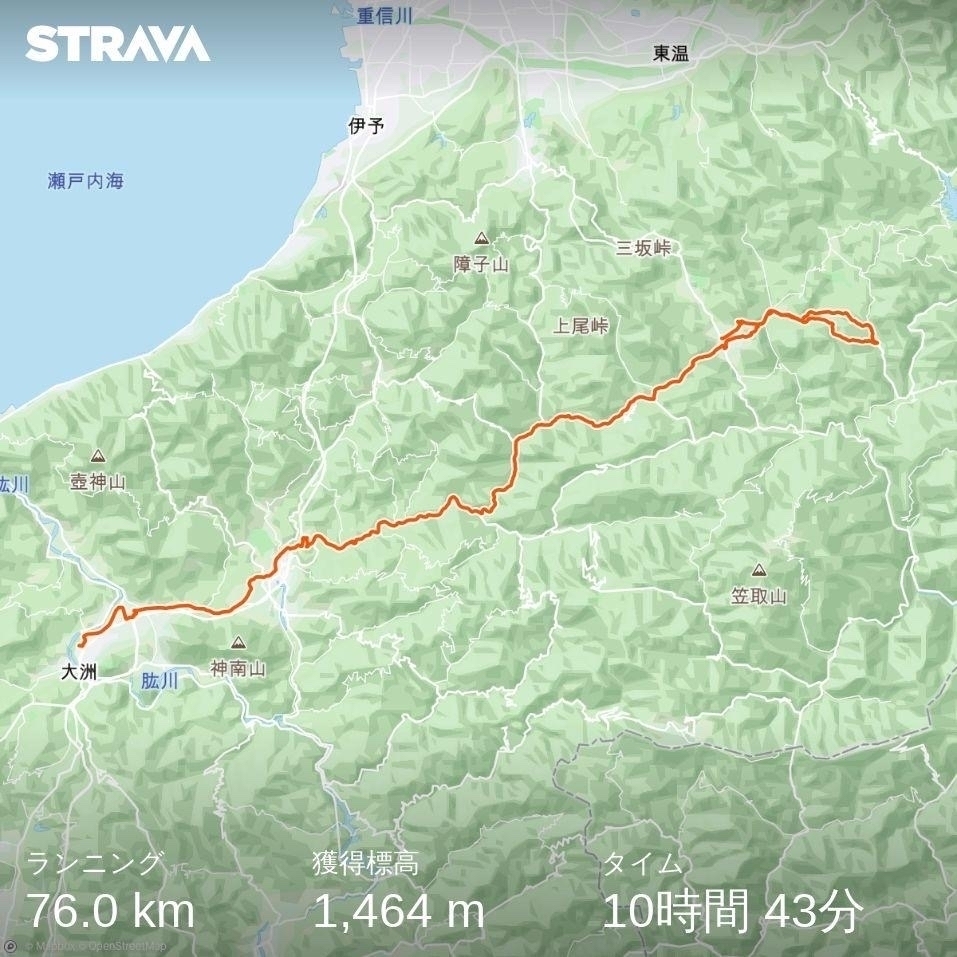 重信川
STRAVA
東温
伊予
瀬戸内海
三坂峠
障子山
上尾峠
壺神山
肱川
笠取山
大洲
神南山
肱川
ランニング
獲得標高
タイム
76.0 km
1,464 m
10時間 43分
© Mapbox © OpenStreetMap